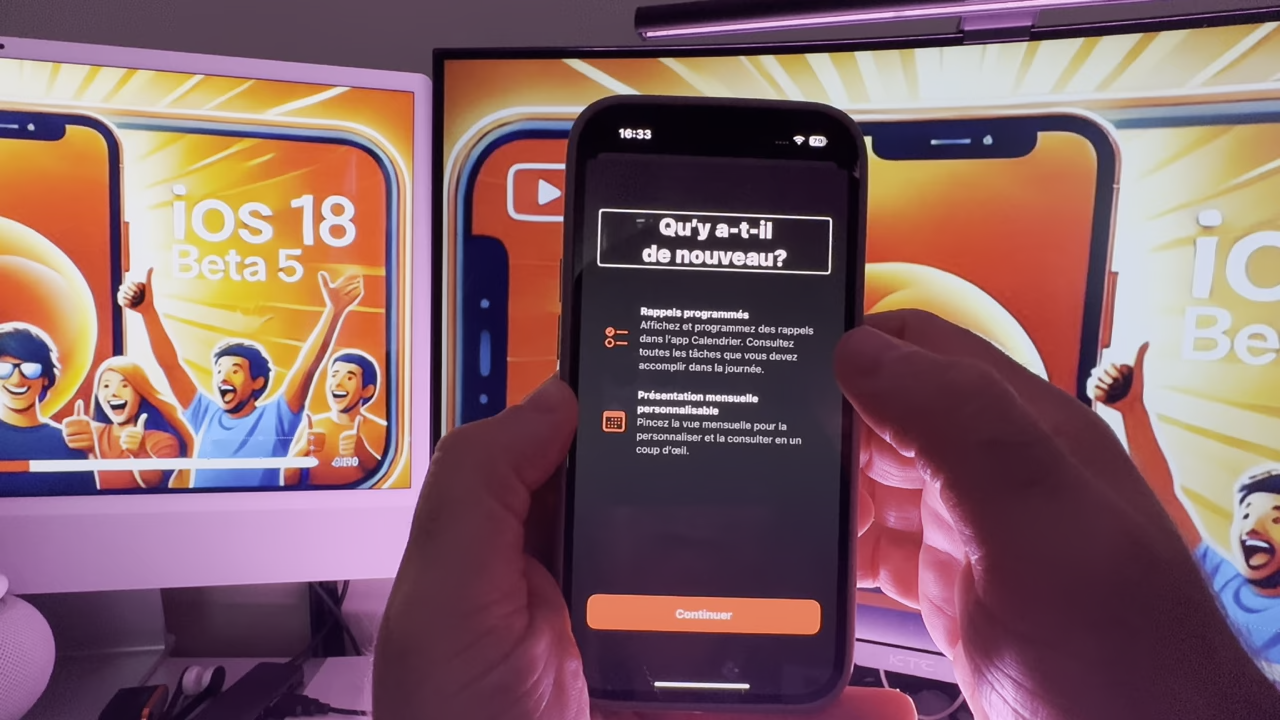 ios 18
Beta 5
16:33
79
Qu'y a-t-il
de nouveau?
Rappels programmés
Affichez et programmez des rappels
dans l'app Calendrier. Consultez
toutes les tâches que vous devez
accomplir dans la journée.
Présentation mensuelle
personnalisable
Pincez la vue mensuelle pour la
personnaliser et la consulter en un
coup d'œil.
Continuer
io
Be
KTC